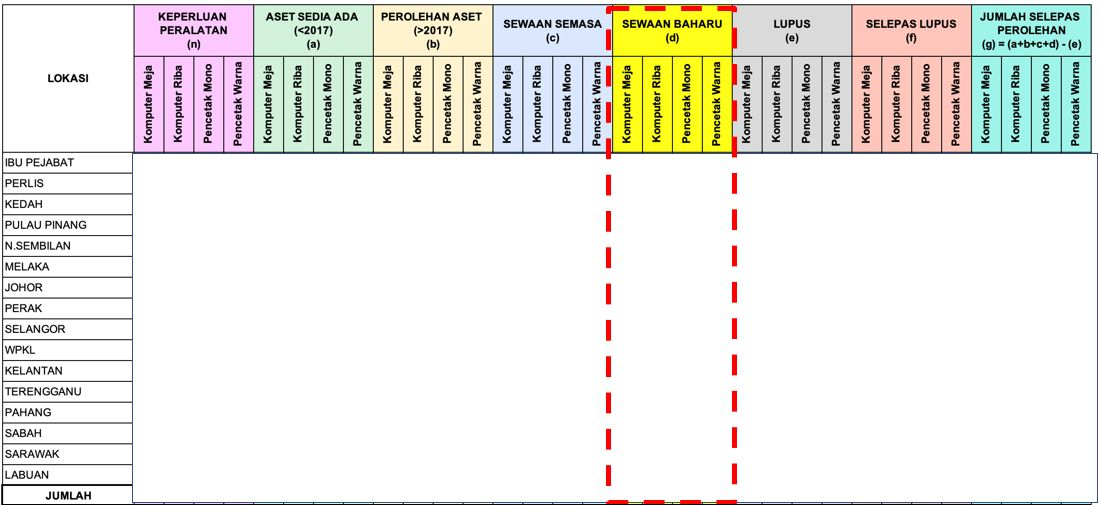 LOKASI
KEPERLUAN
PERALATAN
(n)
ASET SEDIA ADA
(<2017)
(a)
PEROLEHAN ASET
(>2017)
(b)
SEWAAN SEMASA
(c)
SEWAAN BAHARU
(d)
LUPUS
(e)
SELEPAS LUPUS
(f)
JUMLAH SELEPAS
PEROLEHAN
(g) = (a+b+c+d) - (e)
Komputer Meja
Komputer Riba
Pencetak Mono
Pencetak Warna
Komputer Meja
Komputer Riba
Pencetak Mono
Pencetak Warna
Komputer Meja
Komputer Riba
Pencetak Mono
Pencetak Warna
Komputer Meja
Komputer Riba
Pencetak Mono
Pencetak Warna
Komputer Meja
Komputer Riba
Pencetak Mono
Pencetak Warna
Komputer Meja
Komputer Riba
Pencetak Mono
Pencetak Warna
Komputer Meja
Komputer Riba
Pencetak Mono
Pencetak Warna
Komputer Meja
Komputer Riba
Pencetak Mono
Pencetak Warna
IBU PEJABAT
PERLIS
KEDAH
PULAU PINANG
N.SEMBILAN
MELAKA
JOHOR
PERAK
SELANGOR
WPKL
KELANTAN
TERENGGANU
PAHANG
SABAH
SARAWAK
LABUAN
JUMLAH